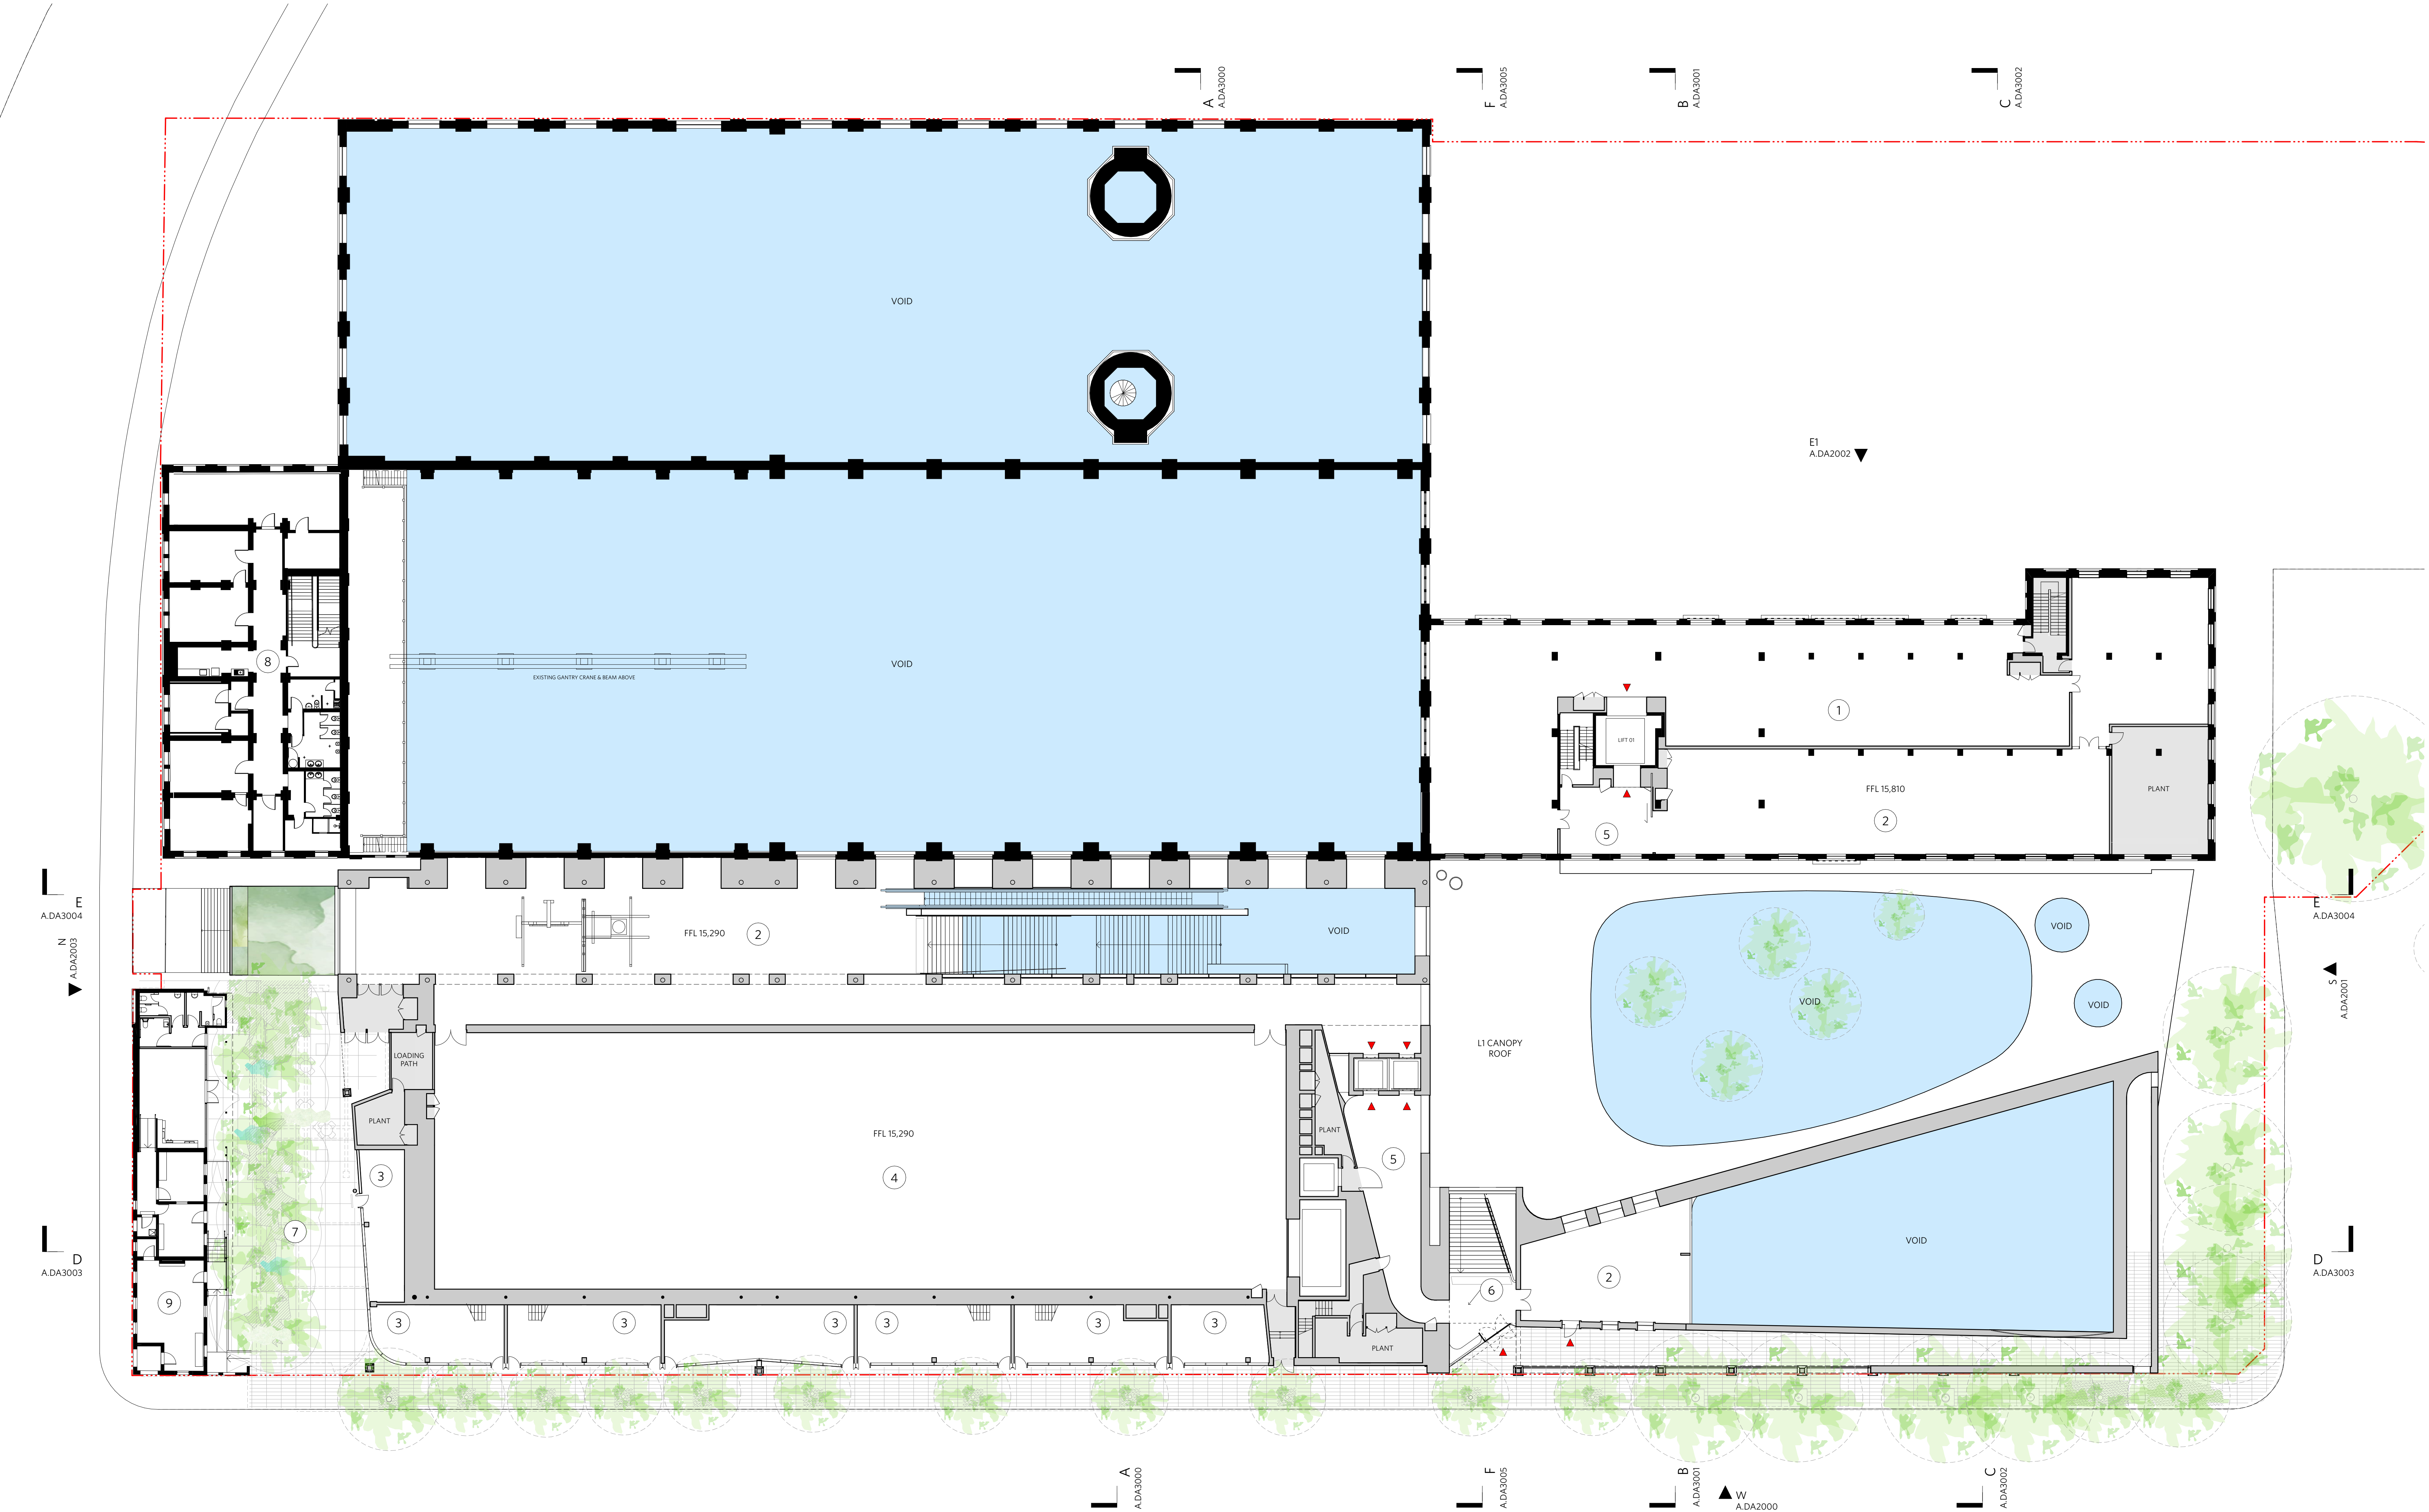 A
A.DA3000
F
A.DA3005
B
A.DA3001
C
A.DA3002
VOID
E1
A.DA2002
VOID
EXISTING GANTRY CRANE & BEAM ABOVE
8
1
LIFT 01
FFL 15,810
PLANT
2
5
E
A.DA3004
N
A.DA2003
FFL 15,290
2
VOID
VOID
VOID
VOID
E
A.DA3004
S
A.DA2001
L1 CANOPY
ROOF
LOADING
PATH
PLANT
FFL 15,290
PLANT
3
4
5
7
D
A.DA3003
9
VOID
2
6
D
A.DA3003
3
3
3
3
3
3
PLANT
A
A.DA3000
F
A.DA3005
B
A.DA3001
W
A.DA2000
C
A.DA3002